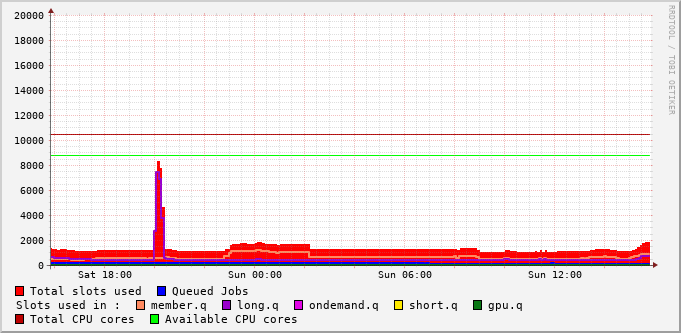 20000
18000
16000
14000
12000
10000
8000
6000
4000
2000
0
Sat 18:00 Sun 00:00 Sun 06:00 Sun 12:00
Total slots used Queued Jobs
Slots used in : member.q long.q ondemand.q short.q gpu.q
Total CPU cores Available CPU cores
RRDTOOL / TOBI OETIKER